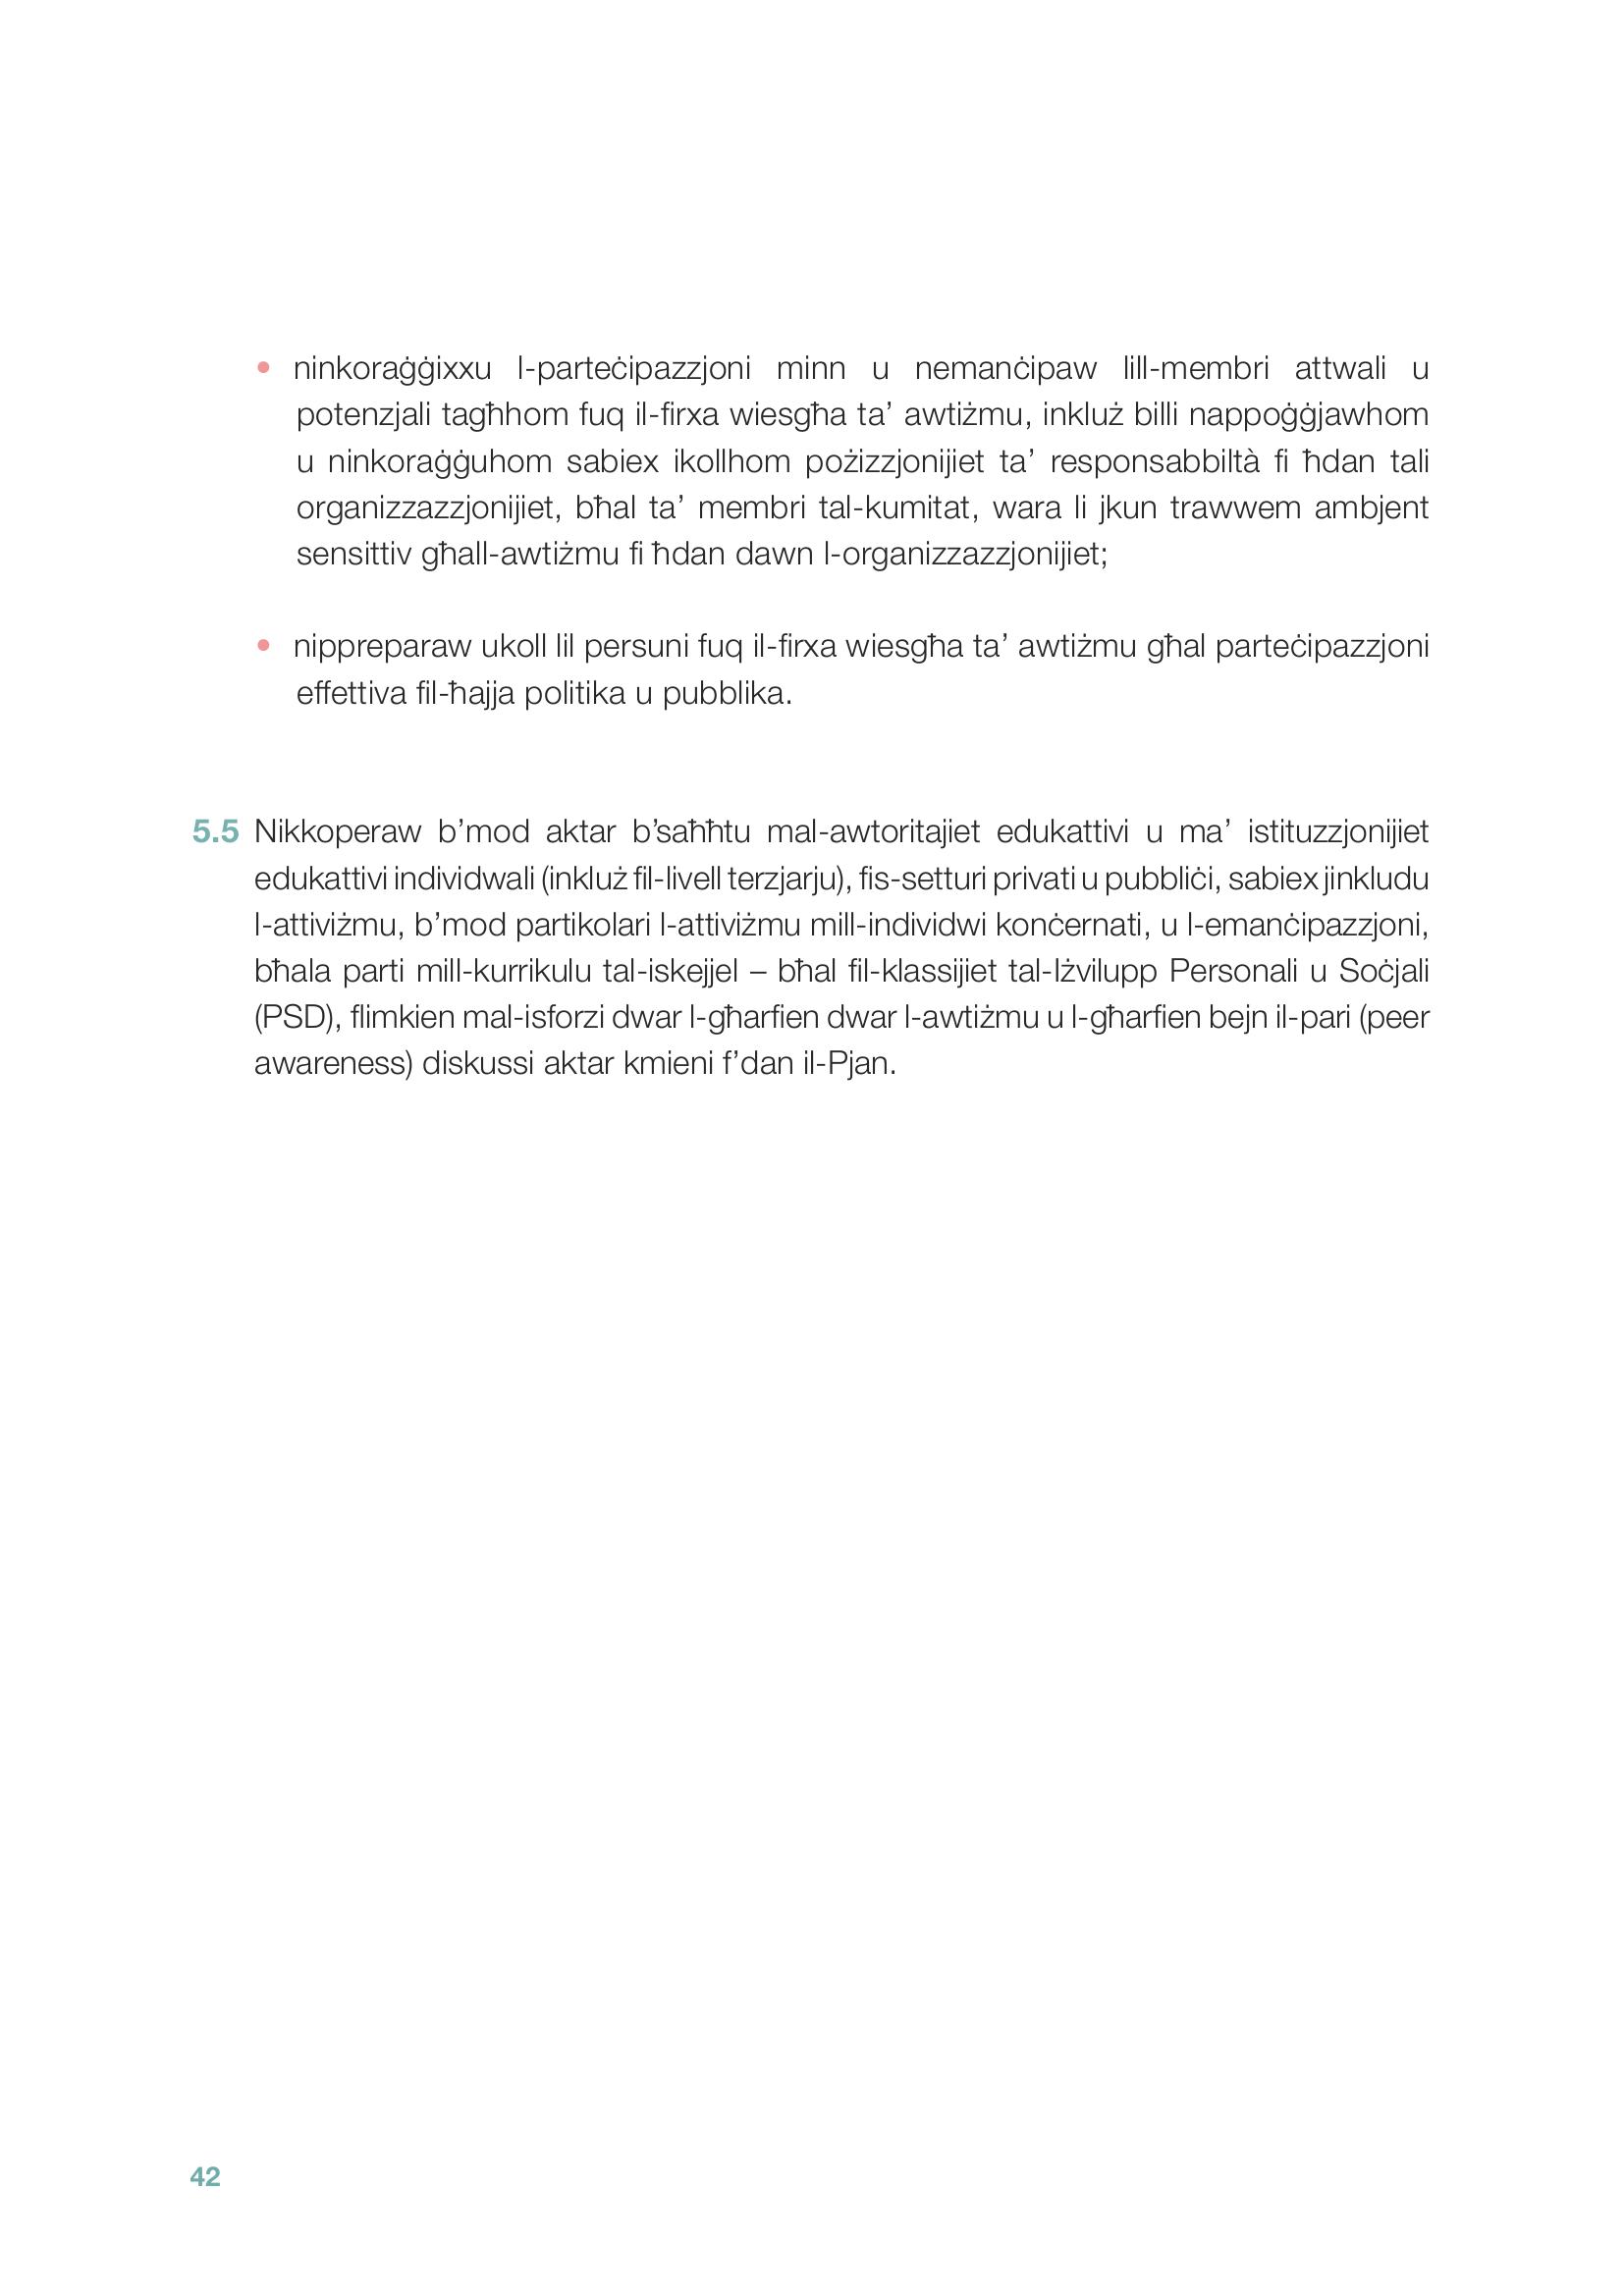 • ninkoraġġixxu l-parteċipazzjoni minn u nemanċipaw lill-membri attwali u
potenzjali tagħhom fuq il-firxa wiesgħa ta’ awtiżmu, inkluż billi nappoġġjawhom
u ninkoraġġuhom sabiex ikollhom pożizzjonijiet ta’ responsabbiltà fi ħdan tali
organizzazzjonijiet, bħal ta’ membri tal-kumitat, wara li jkun trawwem ambjent
sensittiv għall-awtiżmu fi ħdan dawn l-organizzazzjonijiet;
• nippreparaw ukoll lil persuni fuq il-firxa wiesgħa ta’ awtiżmu għal parteċipazzjoni
effettiva fil-ħajja politika u pubblika.
5.5 Nikkoperaw b’mod aktar b’saħħtu mal-awtoritajiet edukattivi u ma’ istituzzjonijiet
edukattivi individwali (inkluż fil-livell terzjarju), fis-setturi privati u pubbliċi, sabiex jinkludu
l-attiviżmu, b’mod partikolari l-attiviżmu mill-individwi konċernati, u l-emanċipazzjoni,
bħala parti mill-kurrikulu tal-iskejjel – bħal fil-klassijiet tal-Iżvilupp Personali u Soċjali
(PSD), flimkien mal-isforzi dwar l-għarfien dwar l-awtiżmu u l-għarfien bejn il-pari (peer
awareness) diskussi aktar kmieni f’dan il-Pjan.
42